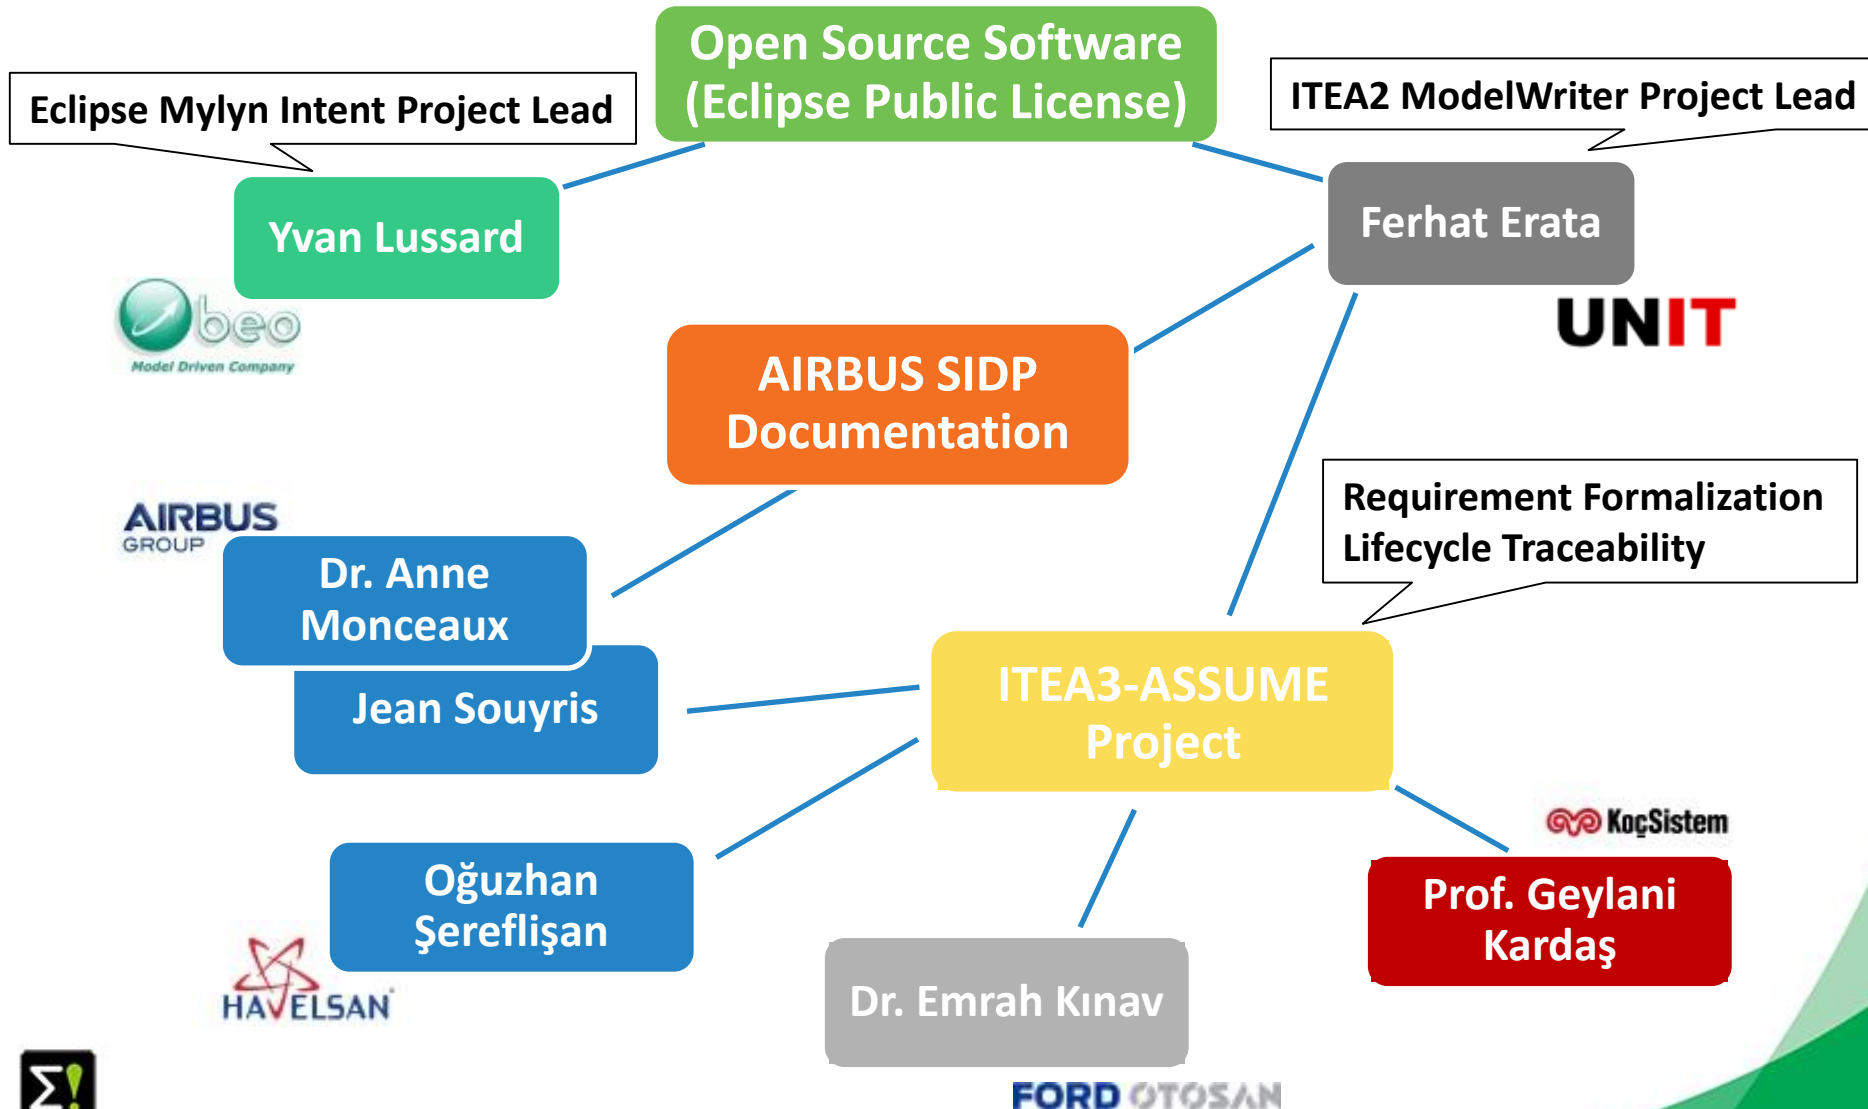 Open Source Software
(Eclipse Public License)
Eclipse Mylyn Intent Project Lead
ITEA2 ModelWriter Project Lead
Yvan Lussard
Ferhat Erata
Obeo
Model Driven Company
UNIT
AIRBUS SIDP
Documentation
AIRBUS
GROUP
Requirement Formalization
Lifecycle Traceability
Dr. Anne
Monceaux
Jean Souyris
ITEA3-ASSUME
Project
KoçSistem
Oğuzhan
Şereflişan
Prof. Geylani
Kardaş
HAVELSAN
Dr. Emrah Kınav
Σ!
FORD OTOSAN